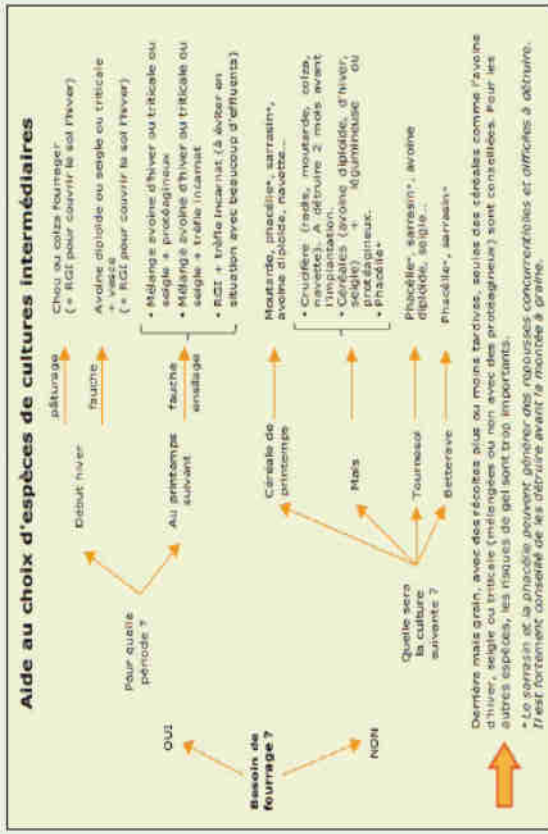 Aide au choix d'espèces de cultures intermédiaires
Besoin de
fourrage ?
OUI
Pour quelle
période ?
Début hiver
pâturage
Chou ou colza fourrager
(+ RGI pour couvrir le sol l'hiver)
fauche
Avoine diploïde ou seigle ou triticale
+ vesce
(+ RGI pour couvrir le sol l'hiver)
Au printemps
suivant
fauche
ensilage
• Mélange avoine d'hiver ou triticale ou
seigle + protéagineux
• Mélange avoine d'hiver ou triticale ou
seigle + trèfle incarnat
• RGI + trèfle incarnat (à éviter en
situation avec beaucoup d'effluents)
NON
Quelle sera
la culture
suivante ?
Céréale de
printemps
Moutarde, phacélie*, sarrasin*,
avoine diploïde, navette...
Maïs
• Crucifère (radis, moutarde, colza,
navette). A détruire 2 mois avant
l'implantation.
• Céréales (avoine diploïde, d'hiver,
seigle) + légumineuse ou
protéagineux.
• Phacélie*
Tournesol
Phacélie*, sarrasin*, avoine
diploïde, seigle...
Betterave
Phacélie*, sarrasin*
Derrière maïs grain, avec des récoltes plus ou moins tardives, seules des céréales comme l'avoine
d'hiver, seigle ou triticale (mélangées ou non avec des protéagineux) sont conseillées. Pour les
autres espèces, les risques de gel sont trop importants.
* Le sarrasin et la phacélie peuvent générer des repousses concurrentielles et difficiles à détruire.
Il est fortement conseillé de les détruire avant la montée à graine.